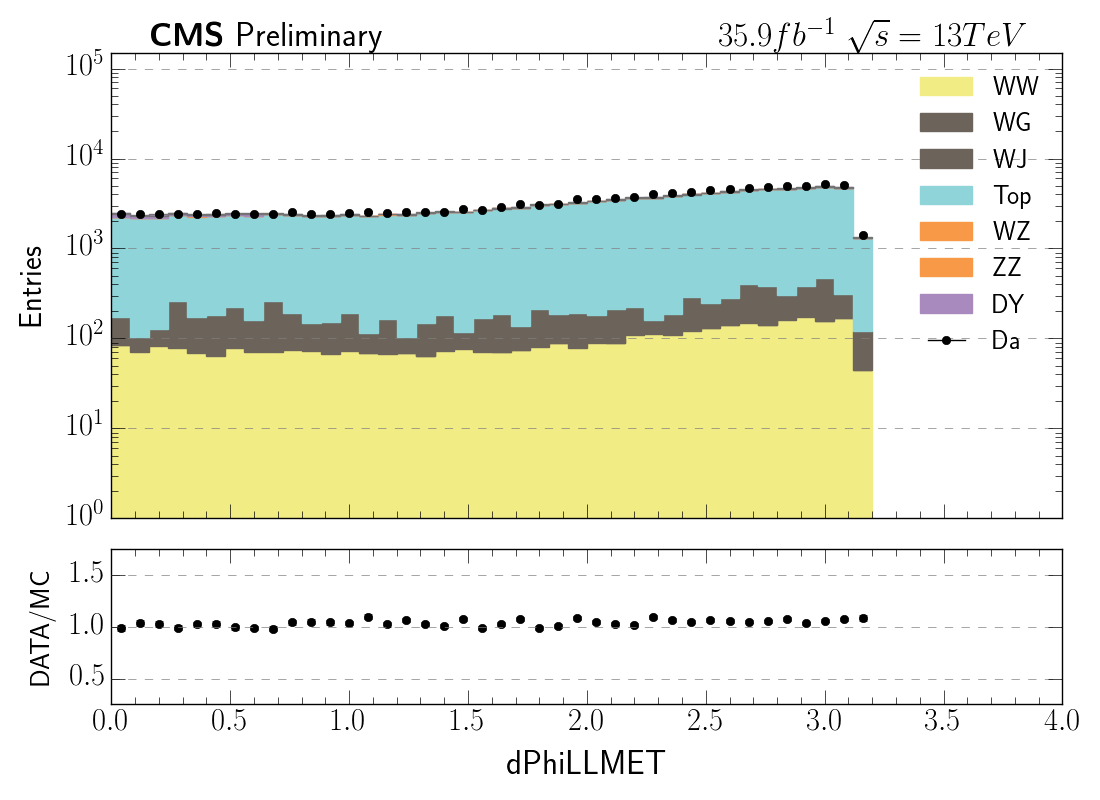 CMS Preliminary
35.9fb⁻¹ √s = 13TeV
10⁵
10⁴
10³
10²
10¹
10⁰
Entries
WW
WG
WJ
Top
WZ
ZZ
DY
Da
1.5
1.0
0.5
DATA/MC
0.0 0.5 1.0 1.5 2.0 2.5 3.0 3.5 4.0
dPhiLLMET